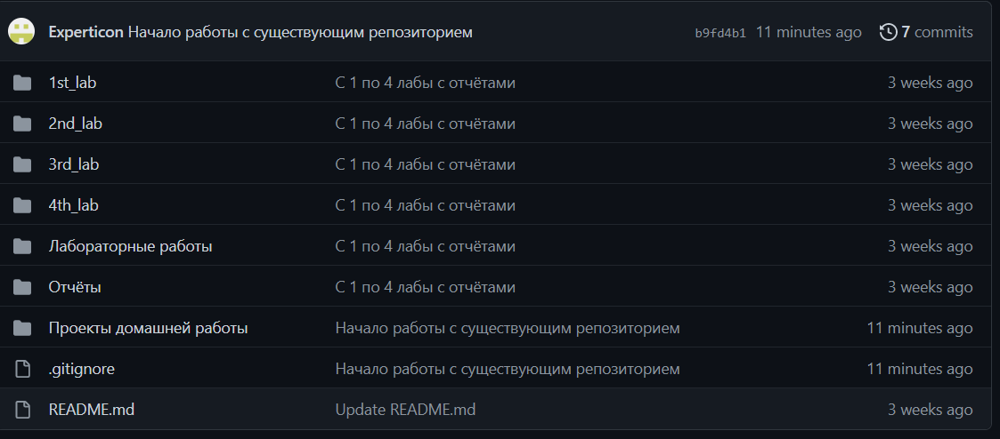 Experticon Начало работы с существующим репозиторием b9fd4b1 11 minutes ago 7 commits
1st_lab С 1 по 4 лабы с отчётами 3 weeks ago
2nd_lab С 1 по 4 лабы с отчётами 3 weeks ago
3rd_lab С 1 по 4 лабы с отчётами 3 weeks ago
4th_lab С 1 по 4 лабы с отчётами 3 weeks ago
Лабораторные работы С 1 по 4 лабы с отчётами 3 weeks ago
Отчёты С 1 по 4 лабы с отчётами 3 weeks ago
Проекты домашней работы Начало работы с существующим репозиторием 11 minutes ago
.gitignore Начало работы с существующим репозиторием 11 minutes ago
README.md Update README.md 3 weeks ago